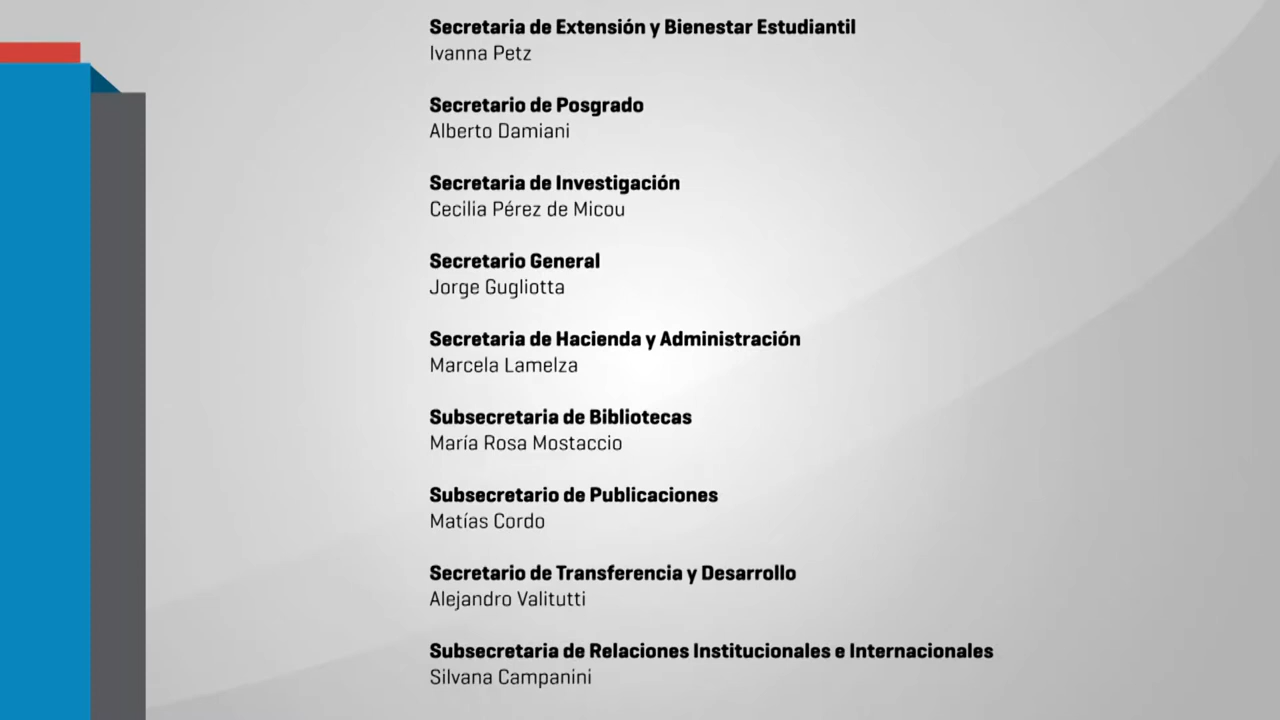 Secretaria de Extensión y Bienestar Estudiantil
Ivanna Petz
Secretario de Posgrado
Alberto Damiani
Secretaria de Investigación
Cecilia Pérez de Micou
Secretario General
Jorge Gugliotta
Secretaria de Hacienda y Administración
Marcela Lamelza
Subsecretaria de Bibliotecas
María Rosa Mostaccio
Subsecretario de Publicaciones
Matías Cordo
Secretario de Transferencia y Desarrollo
Alejandro Valitutti
Subsecretaria de Relaciones Institucionales e Internacionales
Silvana Campanini